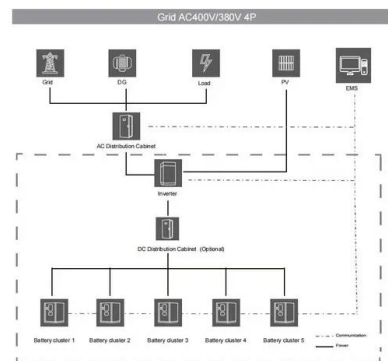 Grid AC400V/380V 4P
Grid
DG
Load
PV
EMS
AC Distribution Cabinet
Inverter
DC Distribution Cabinet (Optional)
Battery cluster 1
Battery cluster 2
Battery cluster 3
Battery cluster 4
Battery cluster 5
Communication
Power